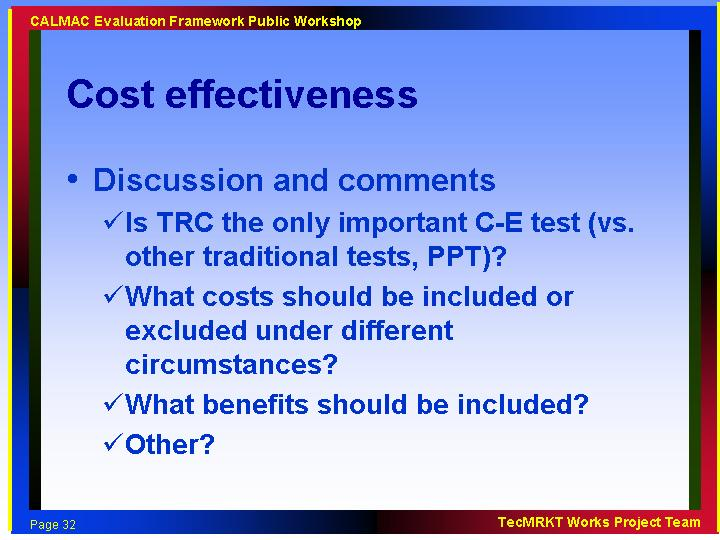 CALMAC Evaluation Framework Public Workshop
Cost effectiveness
• Discussion and comments
✓Is TRC the only important C-E test (vs.
other traditional tests, PPT)?
✓What costs should be included or
excluded under different
circumstances?
✓What benefits should be included?
✓Other?
Page 32
TecMRKT Works Project Team